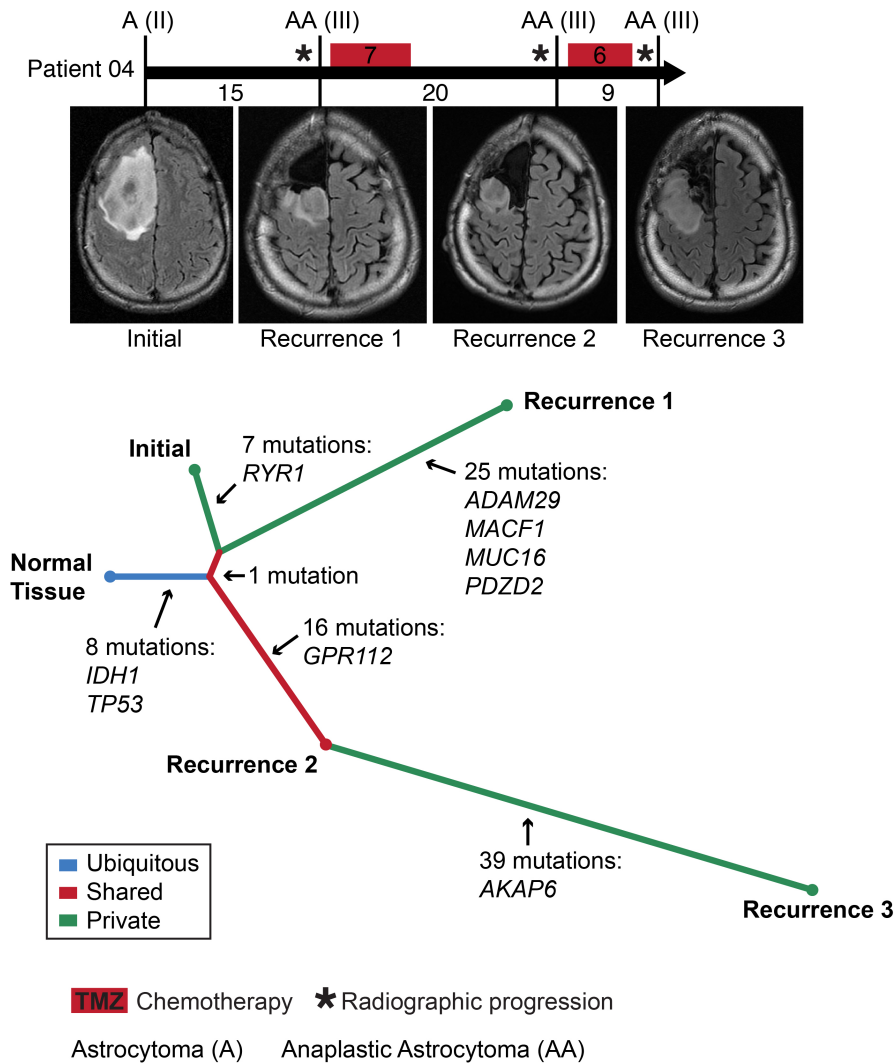 A (II) AA (III) AA (III) AA (III)
* 7 * 6 *
Patient 04
15 20 9
Initial Recurrence 1 Recurrence 2 Recurrence 3
Recurrence 1
Initial
7 mutations:
RYR1
25 mutations:
ADAM29
MACF1
MUC16
PDZD2
Normal
Tissue
1 mutation
8 mutations:
IDH1
TP53
16 mutations:
GPR112
Recurrence 2
39 mutations:
AKAP6
Recurrence 3
Ubiquitous
Shared
Private
TMZ Chemotherapy * Radiographic progression
Astrocytoma (A) Anaplastic Astrocytoma (AA)